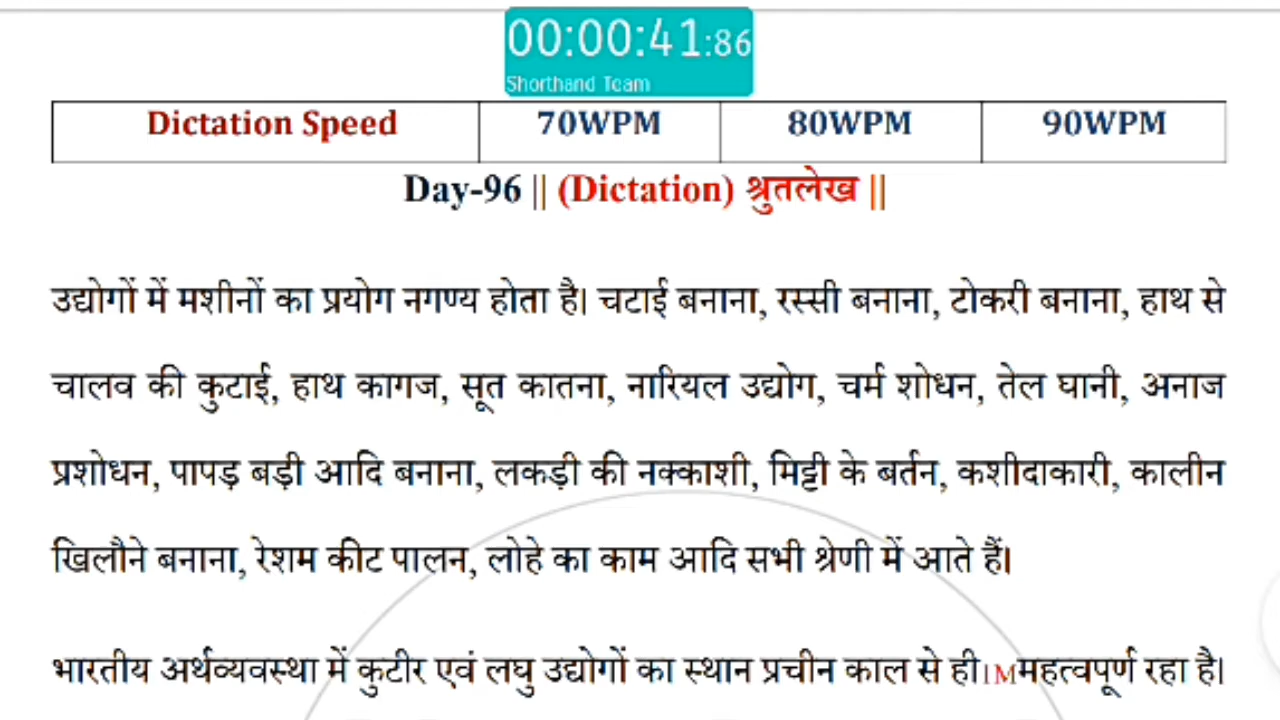 00:00:41:86
Shorthand Team
Dictation Speed 70WPM 80WPM 90WPM
Day-96 || (Dictation) श्रुतलेख ||
उद्योगों में मशीनों का प्रयोग नगण्य होता है। चटाई बनाना, रस्सी बनाना, टोकरी बनाना, हाथ से
चालव की कुटाई, हाथ कागज, सूत कातना, नारियल उद्योग, चर्म शोधन, तेल घानी, अनाज
प्रशोधन, पापड़ बड़ी आदि बनाना, लकड़ी की नक्काशी, मिट्टी के बर्तन, कशीदाकारी, कालीन
खिलौने बनाना, रेशम कीट पालन, लोहे का काम आदि सभी श्रेणी में आते हैं।
भारतीय अर्थव्यवस्था में कुटीर एवं लघु उद्योगों का स्थान प्रचीन काल से ही1Mमहत्वपूर्ण रहा है।